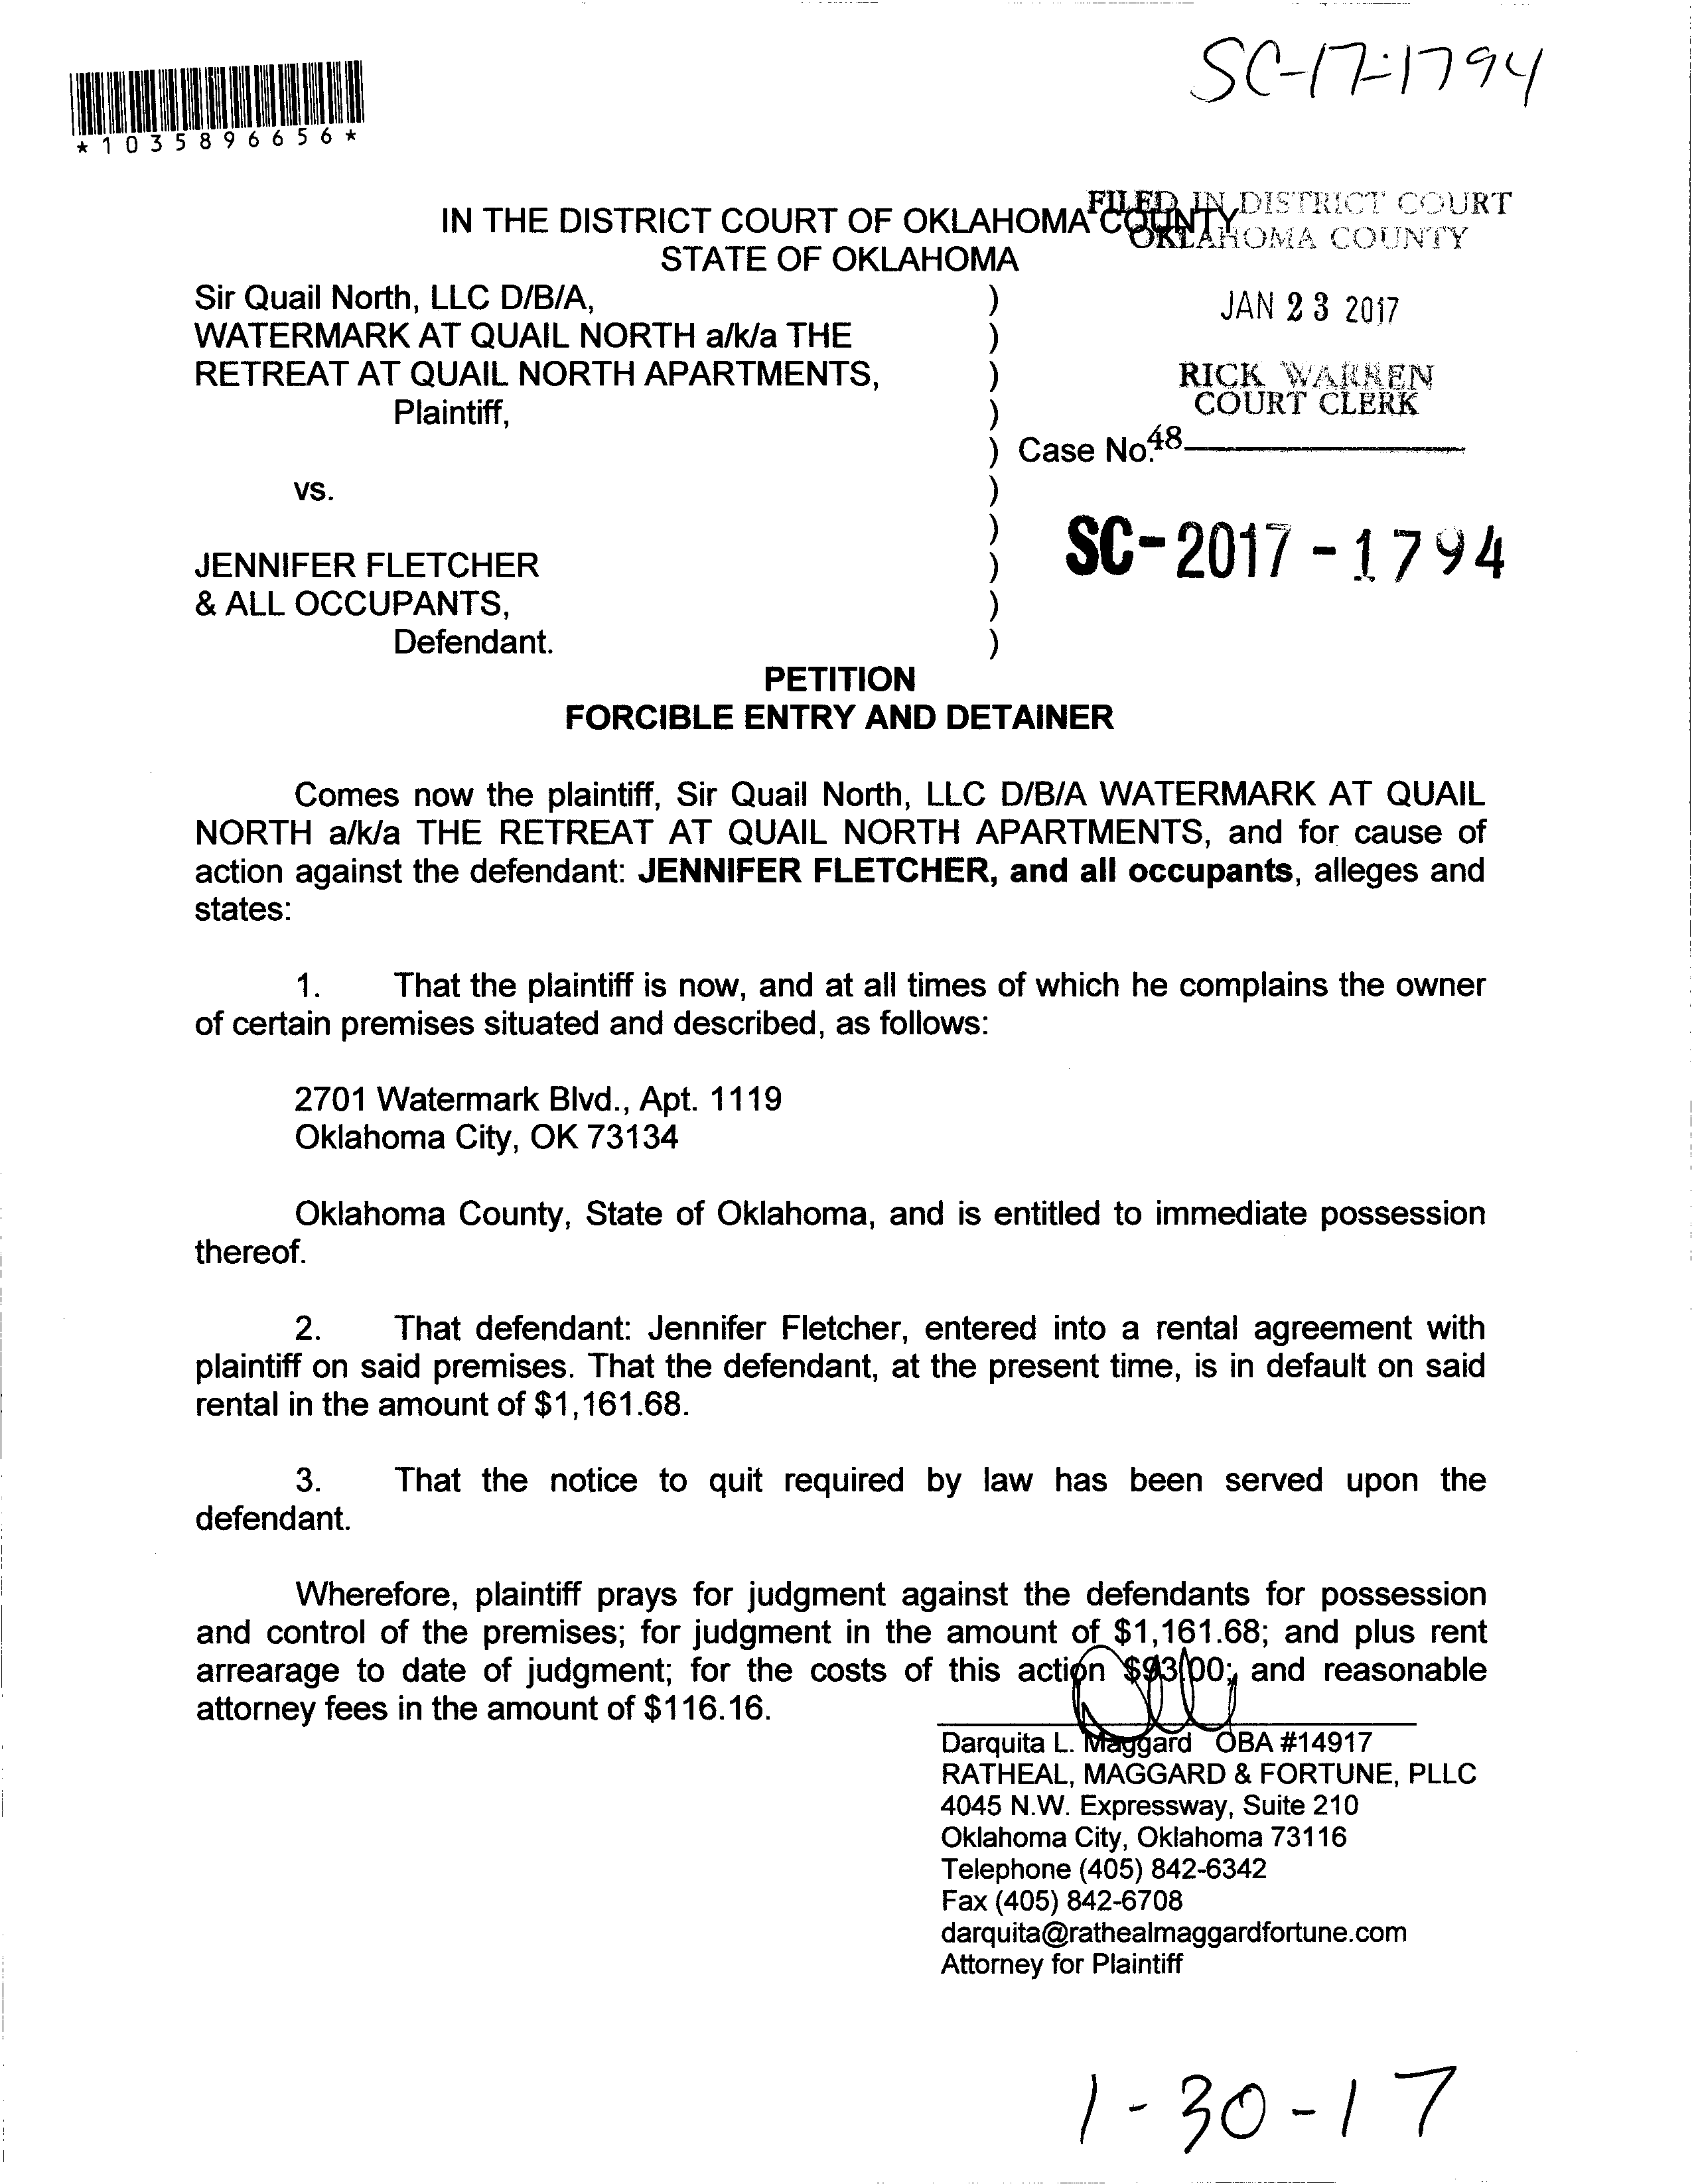 SC-17-1794
*1035896656*
FILED IN DISTRICT COURT
OKLAHOMA COUNTY
IN THE DISTRICT COURT OF OKLAHOMA COUNTY
STATE OF OKLAHOMA
Sir Quail North, LLC D/B/A, )
WATERMARK AT QUAIL NORTH a/k/a THE )
RETREAT AT QUAIL NORTH APARTMENTS, )
Plaintiff, )
JAN 23 2017
RICK WARREN
COURT CLERK
) Case No. 48
vs. )
)
SC-2017-1794
JENNIFER FLETCHER )
& ALL OCCUPANTS, )
Defendant. )
PETITION
FORCIBLE ENTRY AND DETAINER
Comes now the plaintiff, Sir Quail North, LLC D/B/A WATERMARK AT QUAIL
NORTH a/k/a THE RETREAT AT QUAIL NORTH APARTMENTS, and for cause of
action against the defendant: JENNIFER FLETCHER, and all occupants, alleges and
states:
1. That the plaintiff is now, and at all times of which he complains the owner
of certain premises situated and described, as follows:
2701 Watermark Blvd., Apt. 1119
Oklahoma City, OK 73134
Oklahoma County, State of Oklahoma, and is entitled to immediate possession
thereof.
2. That defendant: Jennifer Fletcher, entered into a rental agreement with
plaintiff on said premises. That the defendant, at the present time, is in default on said
rental in the amount of $1,161.68.
3. That the notice to quit required by law has been served upon the
defendant.
Wherefore, plaintiff prays for judgment against the defendants for possession
and control of the premises; for judgment in the amount of $1,161.68; and plus rent
arrearage to date of judgment; for the costs of this action $93.00; and reasonable
attorney fees in the amount of $116.16.
Darquita L. Maggard OBA #14917
RATHEAL, MAGGARD & FORTUNE, PLLC
4045 N.W. Expressway, Suite 210
Oklahoma City, Oklahoma 73116
Telephone (405) 842-6342
Fax (405) 842-6708
darquita@rathealmaggardfortune.com
Attorney for Plaintiff
1-30-17